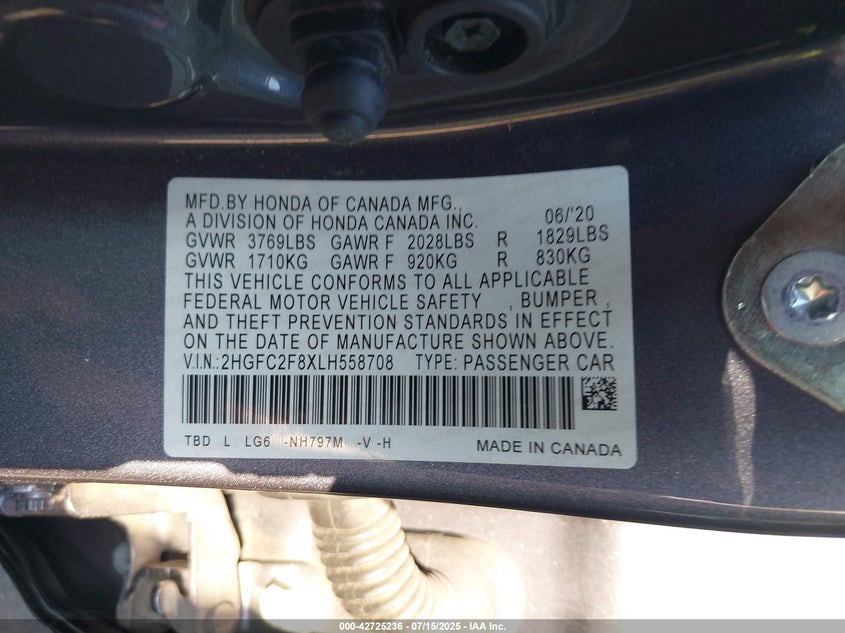 MFD.BY HONDA OF CANADA MFG.,
A DIVISION OF HONDA CANADA INC. 06/'20
GVWR 3769LBS GAWR F 2028LBS R 1829LBS
GVWR 1710KG GAWR F 920KG R 830KG
THIS VEHICLE CONFORMS TO ALL APPLICABLE
FEDERAL MOTOR VEHICLE SAFETY , BUMPER ,
AND THEFT PREVENTION STANDARDS IN EFFECT
ON THE DATE OF MANUFACTURE SHOWN ABOVE.
V.I.N.: 2HGFC2F8XLH558708 TYPE: PASSENGER CAR
TBD L LG6 -NH797M -V -H MADE IN CANADA
000-42725236 - 07/15/2025 - IAA Inc.